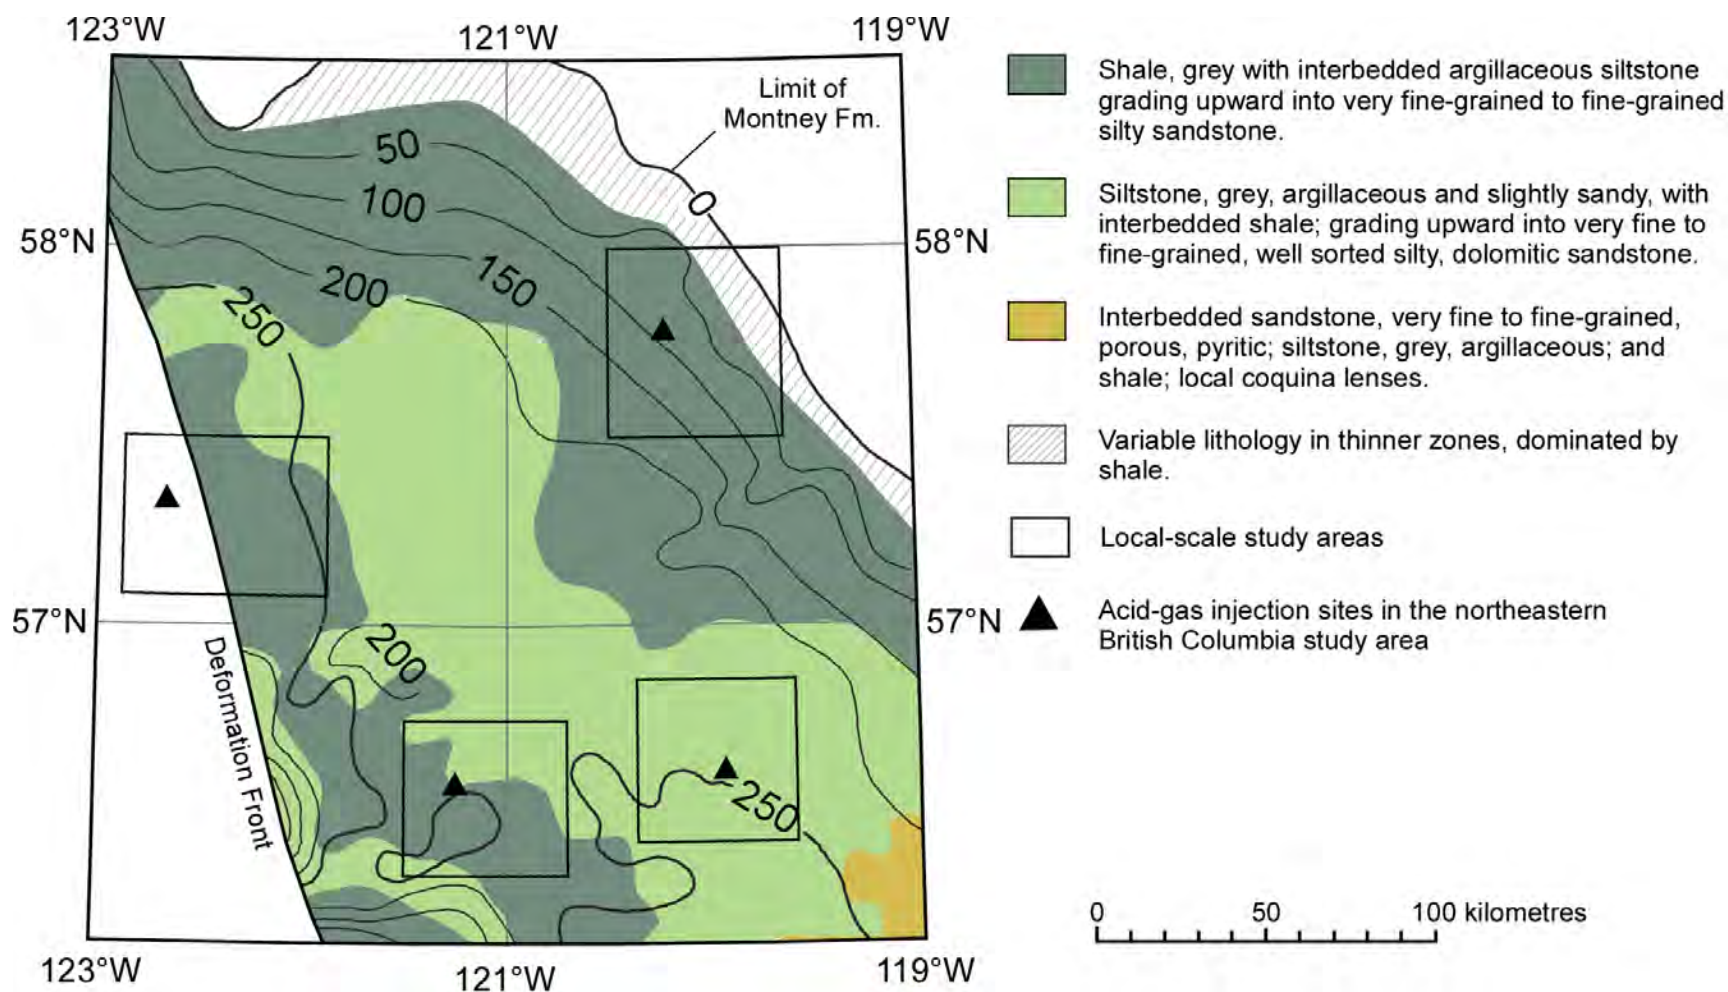 123°W
121°W
119°W
Limit of
Montney Fm.
50
100
0
58°N
58°N
150
200
250
57°N
57°N
200
Deformation Front
250
123°W
121°W
119°W
Shale, grey with interbedded argillaceous siltstone
grading upward into very fine-grained to fine-grained
silty sandstone.
Siltstone, grey, argillaceous and slightly sandy, with
interbedded shale; grading upward into very fine to
fine-grained, well sorted silty, dolomitic sandstone.
Interbedded sandstone, very fine to fine-grained,
porous, pyritic; siltstone, grey, argillaceous; and
shale; local coquina lenses.
Variable lithology in thinner zones, dominated by
shale.
Local-scale study areas
Acid-gas injection sites in the northeastern
British Columbia study area
0 50 100 kilometres